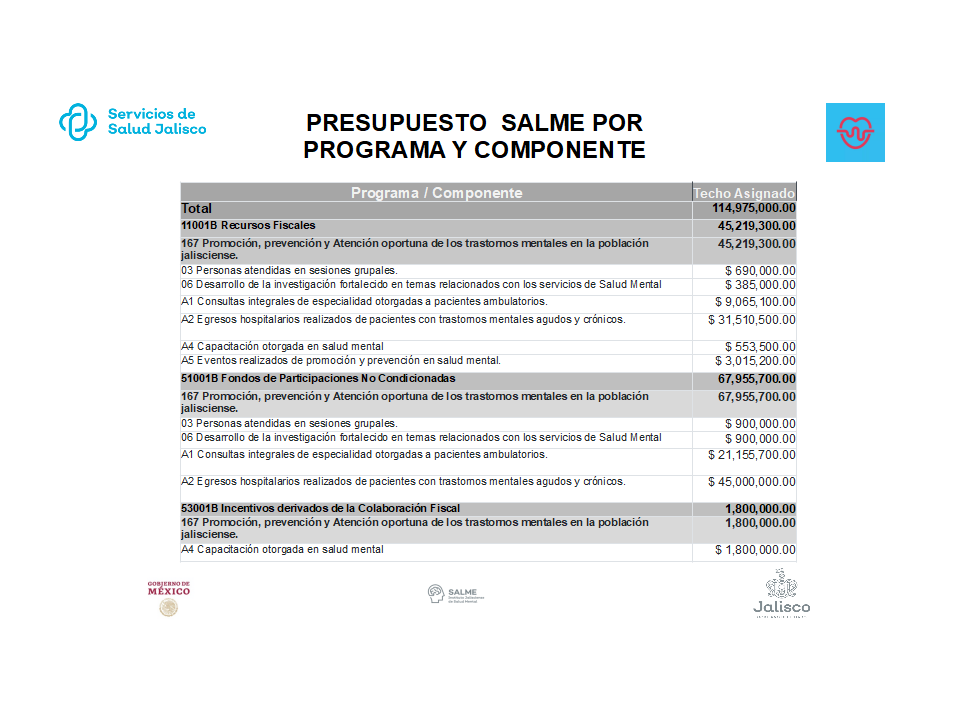 Servicios de
Salud Jalisco
PRESUPUESTO SALME POR
PROGRAMA Y COMPONENTE
Programa / Componente Techo Asignado
Total 114,975,000.00
11001B Recursos Fiscales 45,219,300.00
167 Promoción, prevención y Atención oportuna de los trastornos mentales en la población 45,219,300.00
jalisciense.
03 Personas atendidas en sesiones grupales. $ 690,000.00
06 Desarrollo de la investigación fortalecido en temas relacionados con los servicios de Salud Mental $ 385,000.00
A1 Consultas integrales de especialidad otorgadas a pacientes ambulatorios. $ 9,065,100.00
A2 Egresos hospitalarios realizados de pacientes con trastornos mentales agudos y crónicos. $ 31,510,500.00
A4 Capacitación otorgada en salud mental $ 553,500.00
A5 Eventos realizados de promoción y prevención en salud mental. $ 3,015,200.00
51001B Fondos de Participaciones No Condicionadas 67,955,700.00
167 Promoción, prevención y Atención oportuna de los trastornos mentales en la población 67,955,700.00
jalisciense.
03 Personas atendidas en sesiones grupales. $ 900,000.00
06 Desarrollo de la investigación fortalecido en temas relacionados con los servicios de Salud Mental $ 900,000.00
A1 Consultas integrales de especialidad otorgadas a pacientes ambulatorios. $ 21,155,700.00
A2 Egresos hospitalarios realizados de pacientes con trastornos mentales agudos y crónicos. $ 45,000,000.00
53001B Incentivos derivados de la Colaboración Fiscal 1,800,000.00
167 Promoción, prevención y Atención oportuna de los trastornos mentales en la población 1,800,000.00
jalisciense.
A4 Capacitación otorgada en salud mental $ 1,800,000.00
GOBIERNO DE
MÉXICO
SALME
Instituto Jalisciense
de Salud Mental
Jalisco